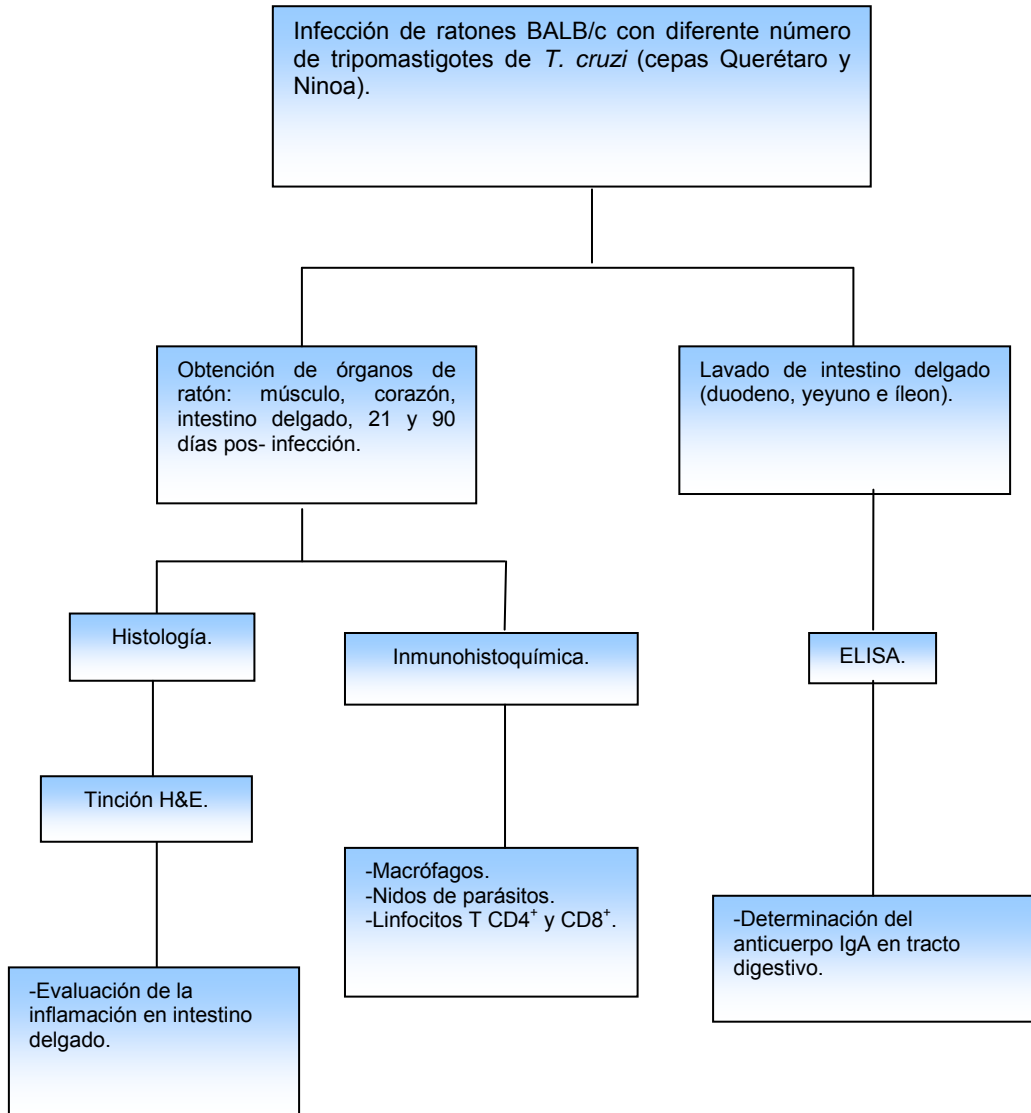 Infección de ratones BALB/c con diferente número
de tripomastigotes de T. cruzi (cepas Querétaro y
Ninoa).
Obtención de órganos de
ratón: músculo, corazón,
intestino delgado, 21 y 90
días pos- infección.
Lavado de intestino delgado
(duodeno, yeyuno e íleon).
Histología.
Inmunohistoquímica.
ELISA.
Tinción H&E.
-Macrófagos.
-Nidos de parásitos.
-Linfocitos T CD4⁺ y CD8⁺.
-Determinación del
anticuerpo IgA en tracto
digestivo.
-Evaluación de la
inflamación en intestino
delgado.